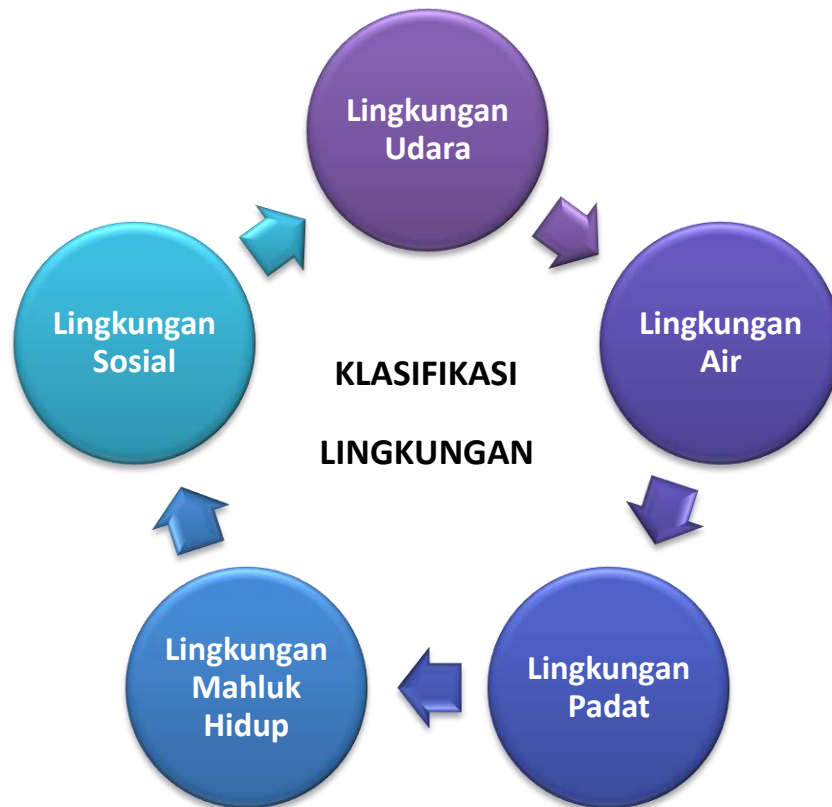 Lingkungan
Udara
Lingkungan
Sosial
Lingkungan
Air
KLASIFIKASI
LINGKUNGAN
Lingkungan
Mahluk
Hidup
Lingkungan
Padat